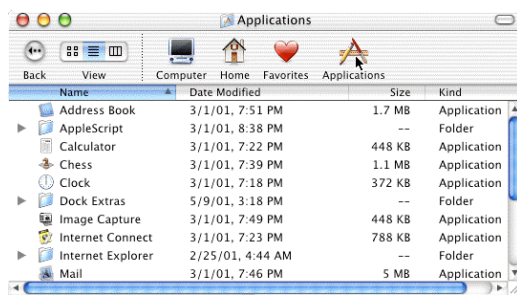 Applications
Back View Computer Home Favorites Applications
Name Date Modified Size Kind
Address Book 3/1/01, 7:51 PM 1.7 MB Application
AppleScript 3/1/01, 8:38 PM -- Folder
Calculator 3/1/01, 7:22 PM 448 KB Application
Chess 3/1/01, 7:39 PM 1.1 MB Application
Clock 3/1/01, 7:18 PM 372 KB Application
Dock Extras 5/9/01, 3:18 PM -- Folder
Image Capture 3/1/01, 7:49 PM 448 KB Application
Internet Connect 3/1/01, 7:23 PM 788 KB Application
Internet Explorer 2/25/01, 4:44 AM -- Folder
Mail 3/1/01, 7:46 PM 5 MB Application